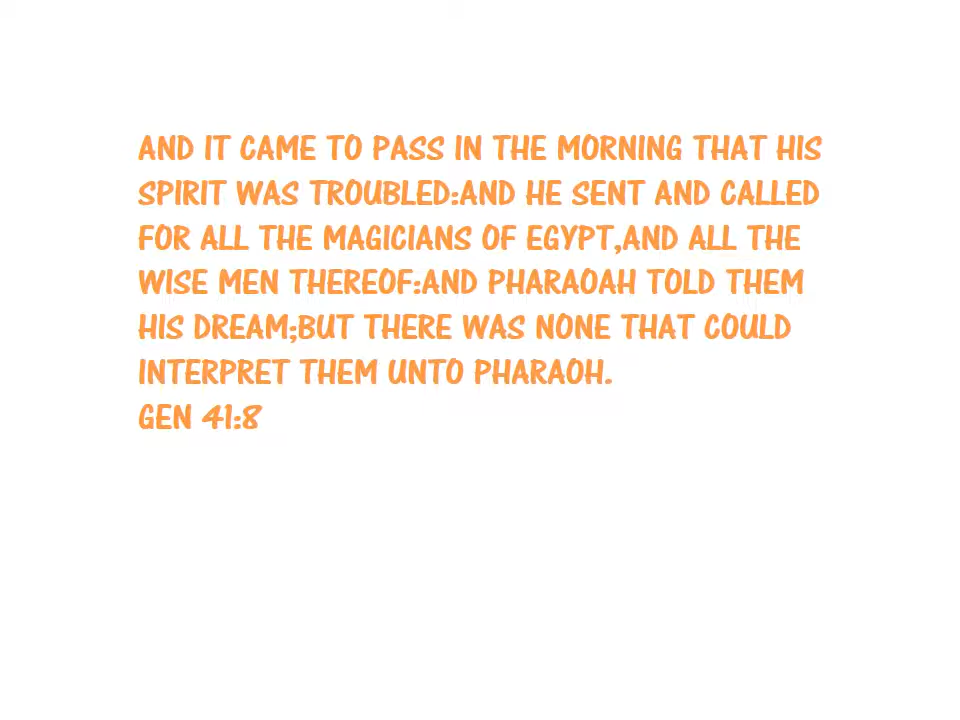 AND IT CAME TO PASS IN THE MORNING THAT HIS
SPIRIT WAS TROUBLED:AND HE SENT AND CALLED
FOR ALL THE MAGICIANS OF EGYPT,AND ALL THE
WISE MEN THEREOF:AND PHARAOAH TOLD THEM
HIS DREAM;BUT THERE WAS NONE THAT COULD
INTERPRET THEM UNTO PHARAOH.
GEN 41:8